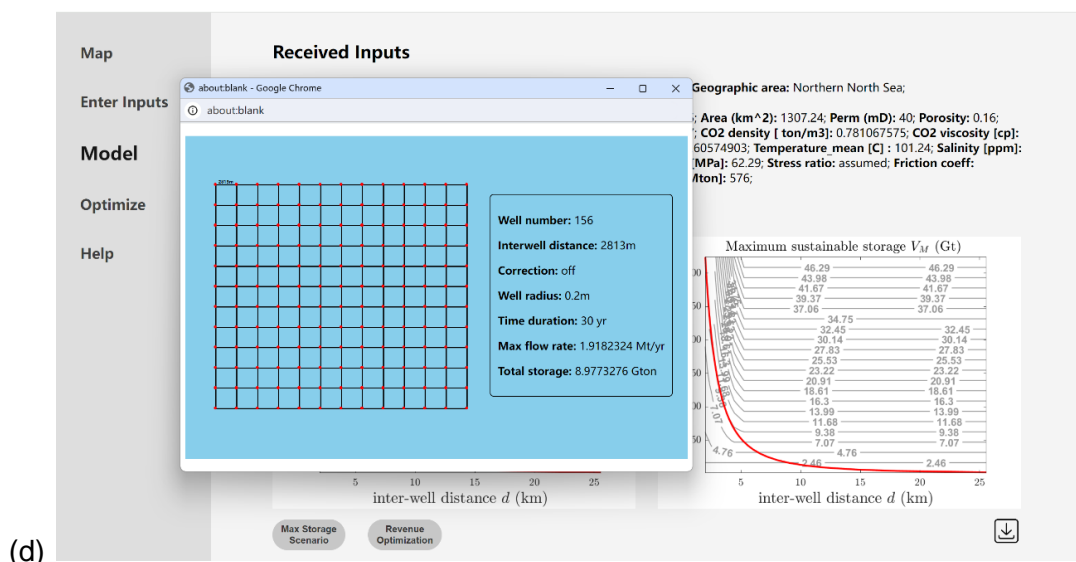 Map
Enter Inputs
Model
Optimize
Help
Received Inputs
Geographic area: Northern North Sea;
; Area (km^2): 1307.24; Perm (mD): 40; Porosity: 0.16;
; CO2 density [ ton/m3]: 0.781067575; CO2 viscosity [cp]:
60574903; Temperature_mean [C] : 101.24; Salinity [ppm]:
[MPa]: 62.29; Stress ratio: assumed; Friction coeff:
Mton]: 576;
about:blank - Google Chrome
about:blank
Well number: 156
Interwell distance: 2813m
Correction: off
Well radius: 0.2m
Time duration: 30 yr
Max flow rate: 1.9182324 Mt/yr
Total storage: 8.9773276 Gton
5 10 15 20 25
inter-well distance d (km)
Maximum sustainable storage V_M (Gt)
46.29 46.29
43.98 43.98
41.67 41.67
39.37 39.37
37.06 37.06
34.75
32.45 32.45
30.14 30.14
27.83 27.83
25.53 25.53
23.22 23.22
20.91 20.91
18.61 18.61
16.3 16.3
13.99 13.99
11.68 11.68
9.38 9.38
7.07 7.07 7.07
4.76 4.76 4.76
2.46 2.46
5 10 15 20 25
inter-well distance d (km)
Max Storage
Scenario
Revenue
Optimization
(d)